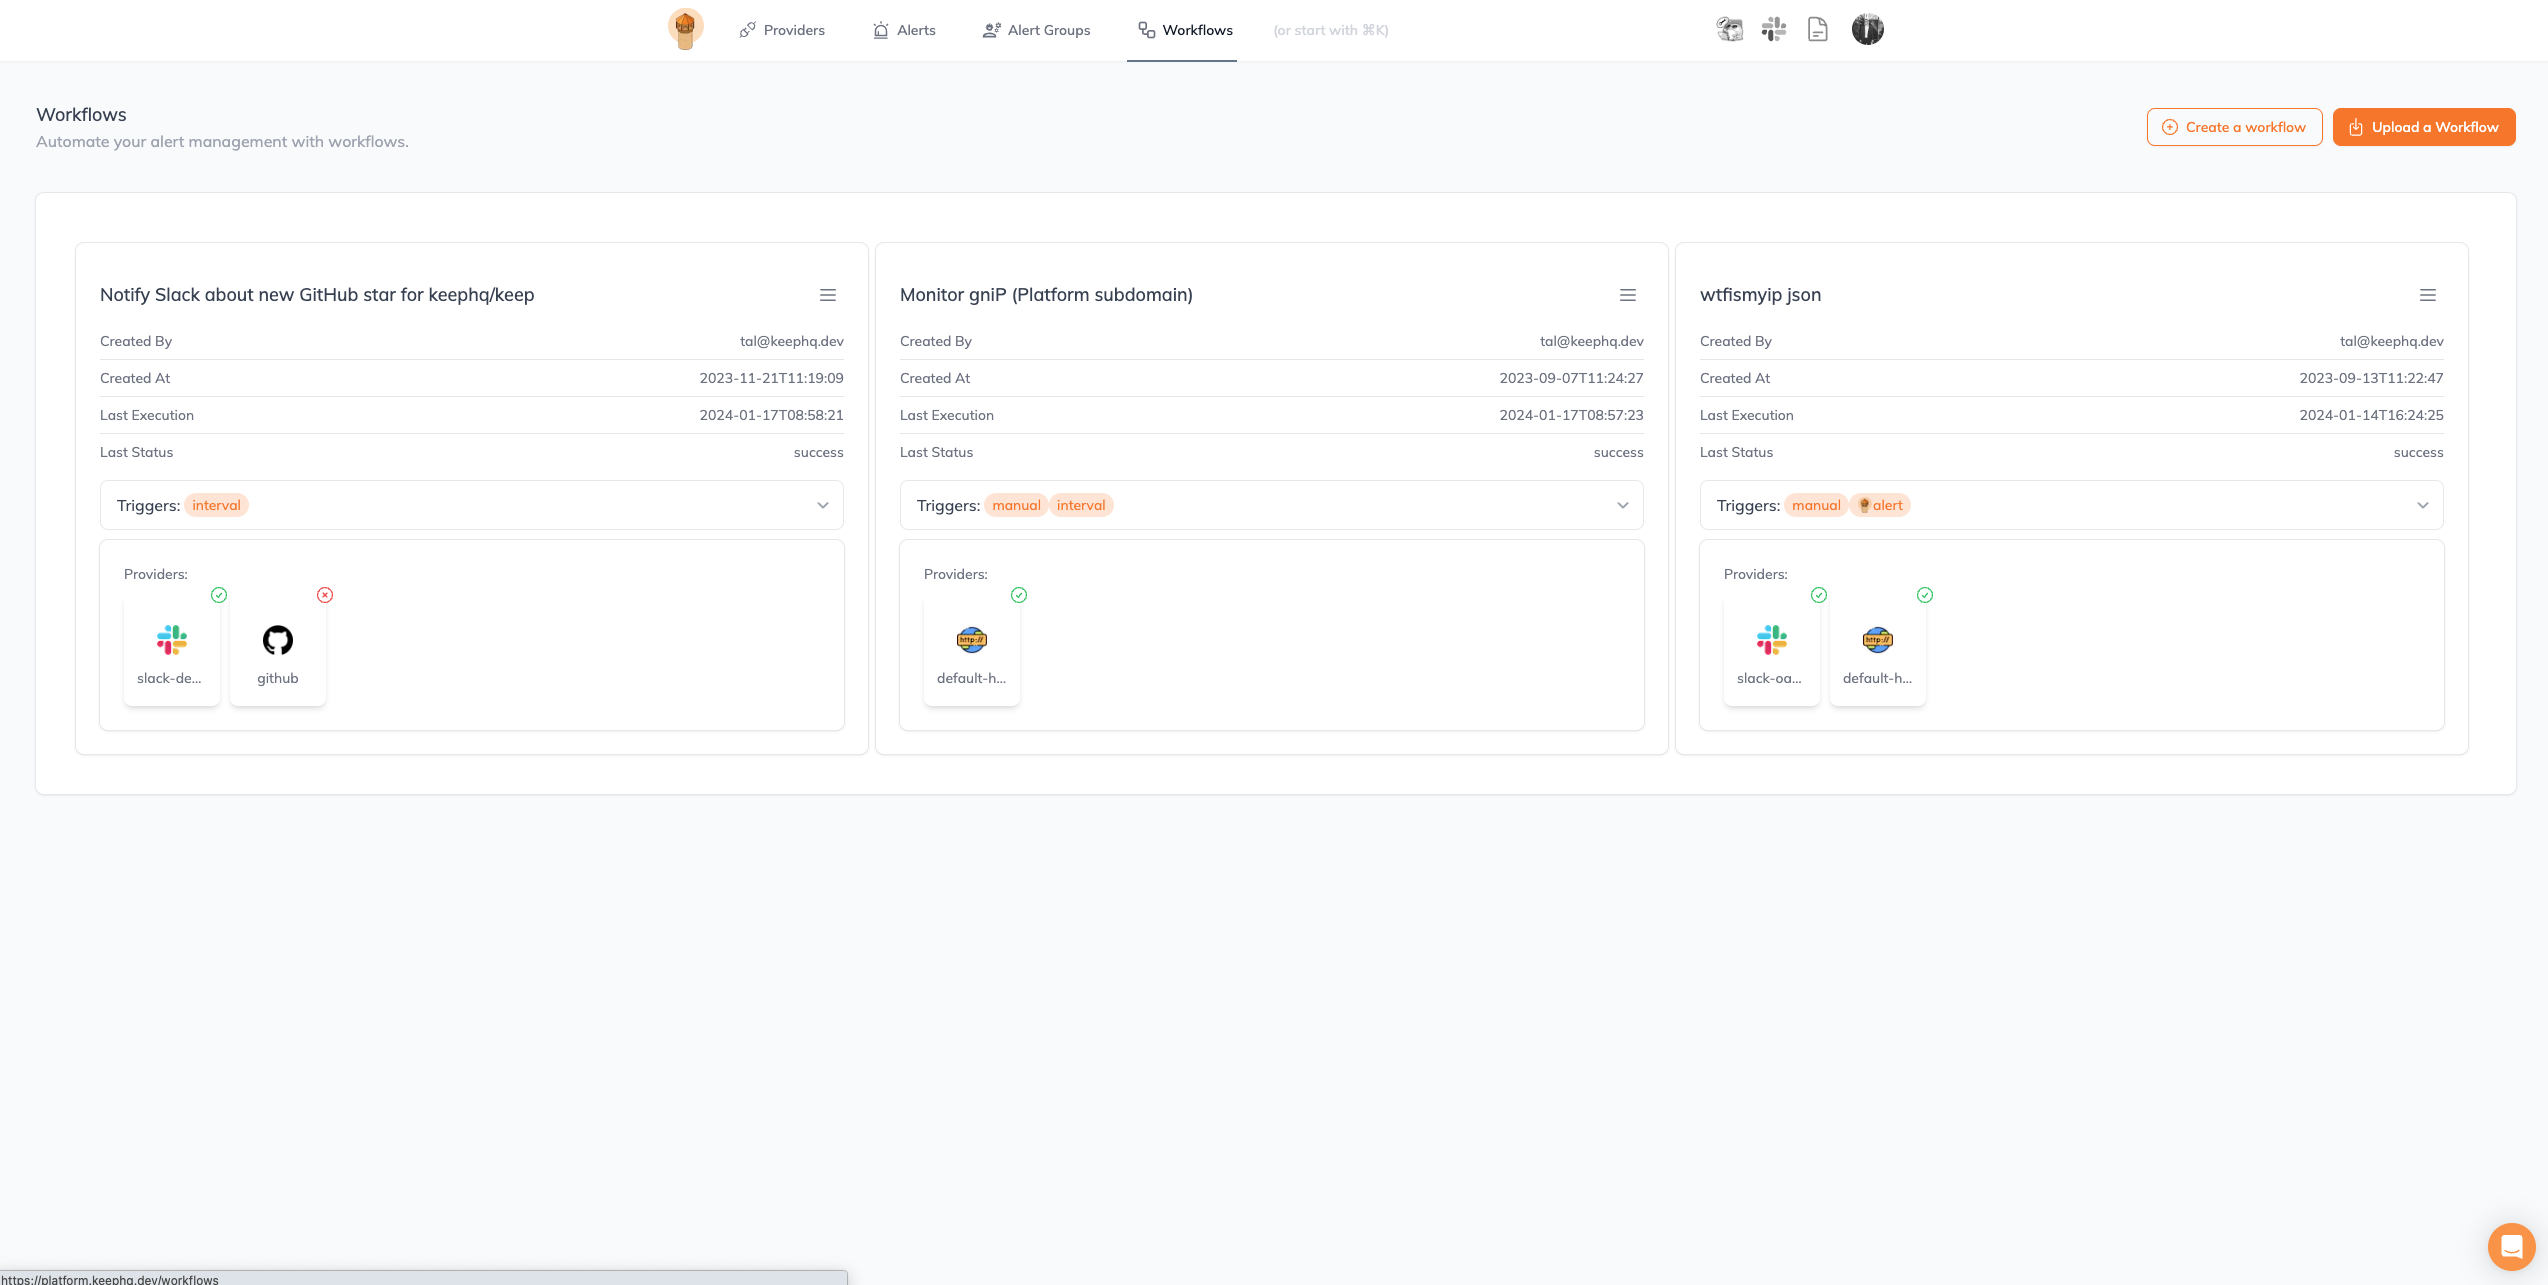 Providers
Alerts
Alert Groups
Workflows
(or start with ⌘K)
Workflows
Automate your alert management with workflows.
Create a workflow
Upload a Workflow
Notify Slack about new GitHub star for keephq/keep
Created By tal@keephq.dev
Created At 2023-11-21T11:19:09
Last Execution 2024-01-17T08:58:21
Last Status success
Triggers: interval
Providers:
slack-de...
github
Monitor gniP (Platform subdomain)
Created By tal@keephq.dev
Created At 2023-09-07T11:24:27
Last Execution 2024-01-17T08:57:23
Last Status success
Triggers: manual interval
Providers:
http://
default-h...
wtfismyip json
Created By tal@keephq.dev
Created At 2023-09-13T11:22:47
Last Execution 2024-01-14T16:24:25
Last Status success
Triggers: manual alert
Providers:
slack-oa...
http://
default-h...
https://platform.keephq.dev/workflows